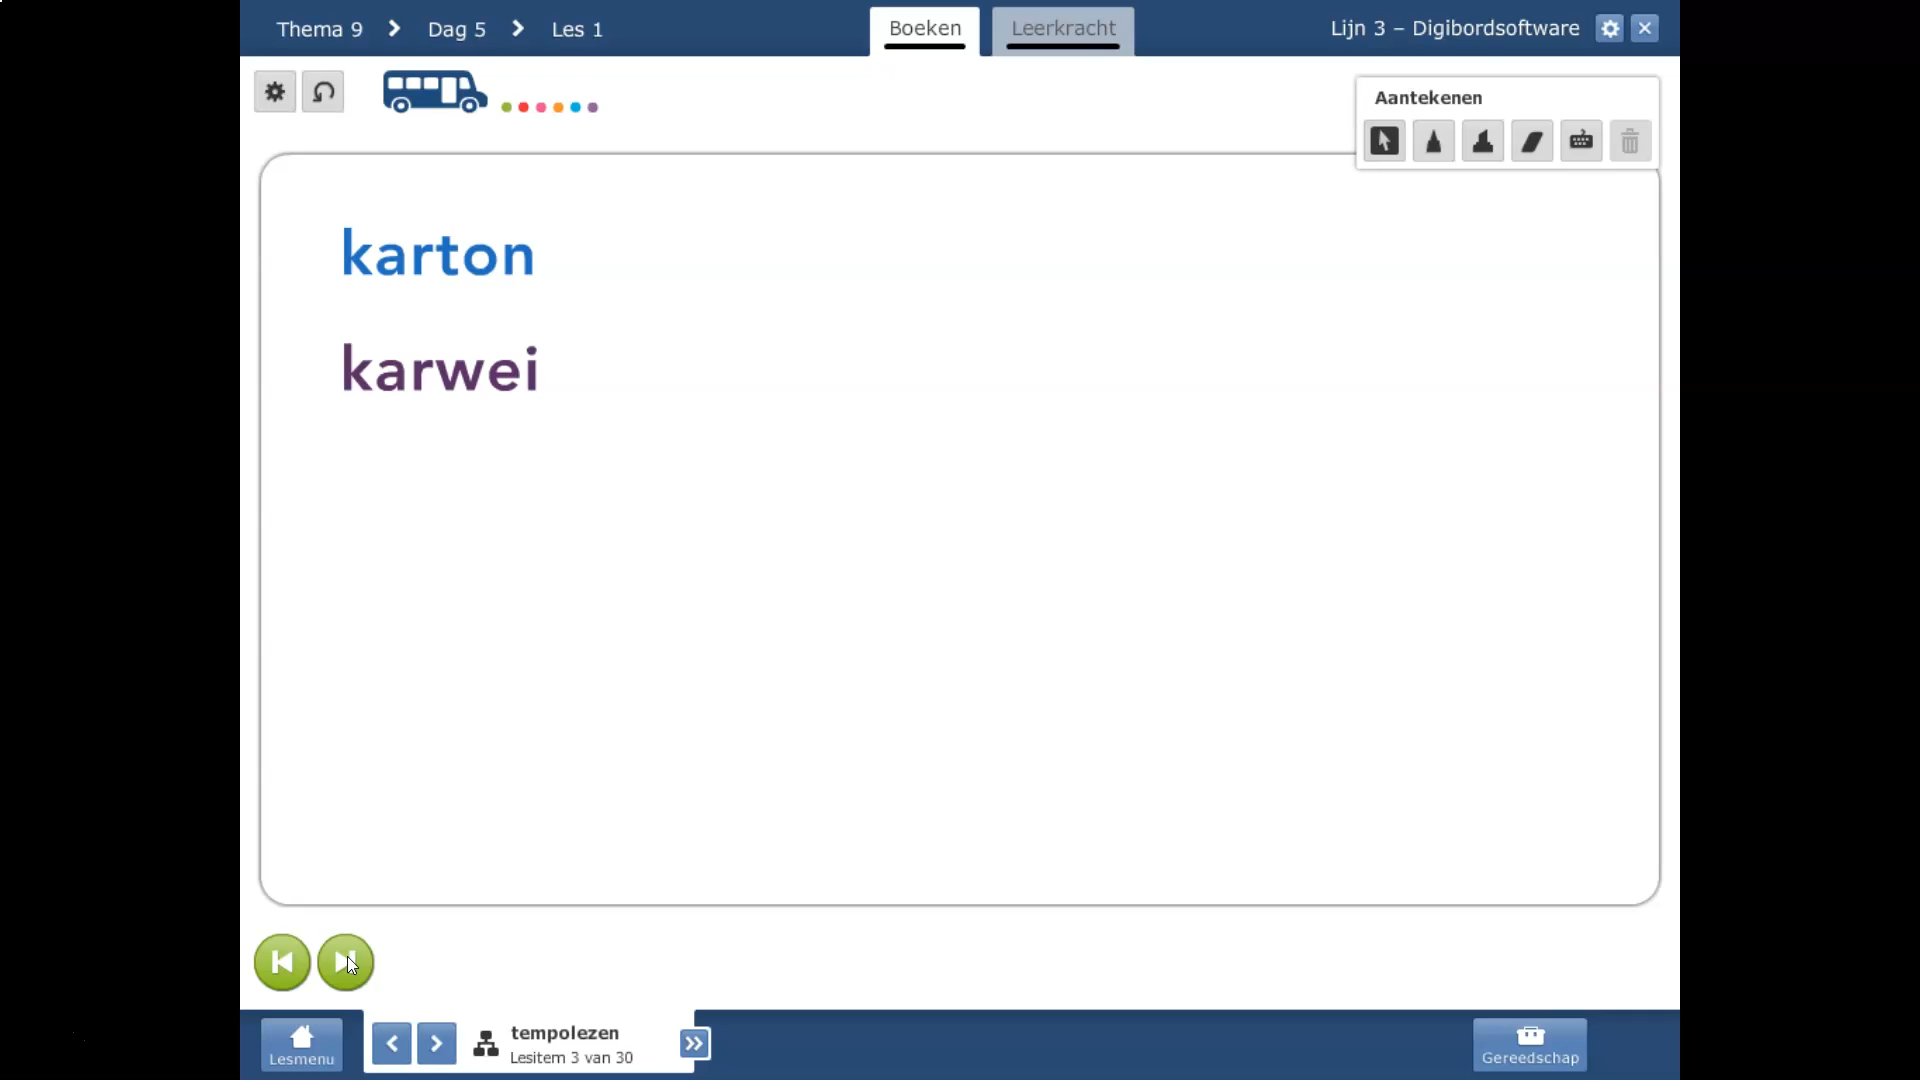 Thema 9 Dag 5 Les 1 Boeken Leerkracht Lijn 3 – Digibordsoftware
Aantekenen
karton
karwei
Lesmenu
tempolezen
Lesitem 3 van 30
Gereedschap